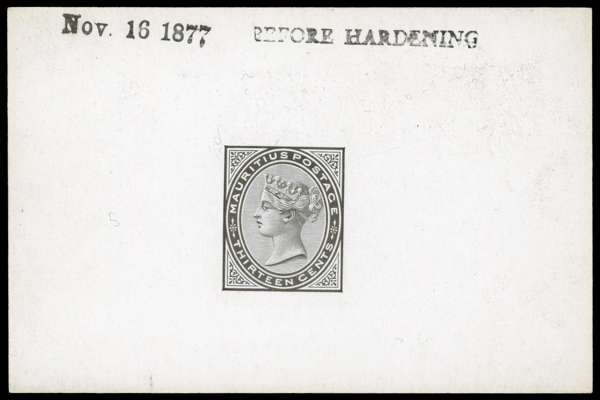 Nov. 16 1877 BEFORE HARDENING
MAURITIUS POSTAGE
THIRTEEN CENTS